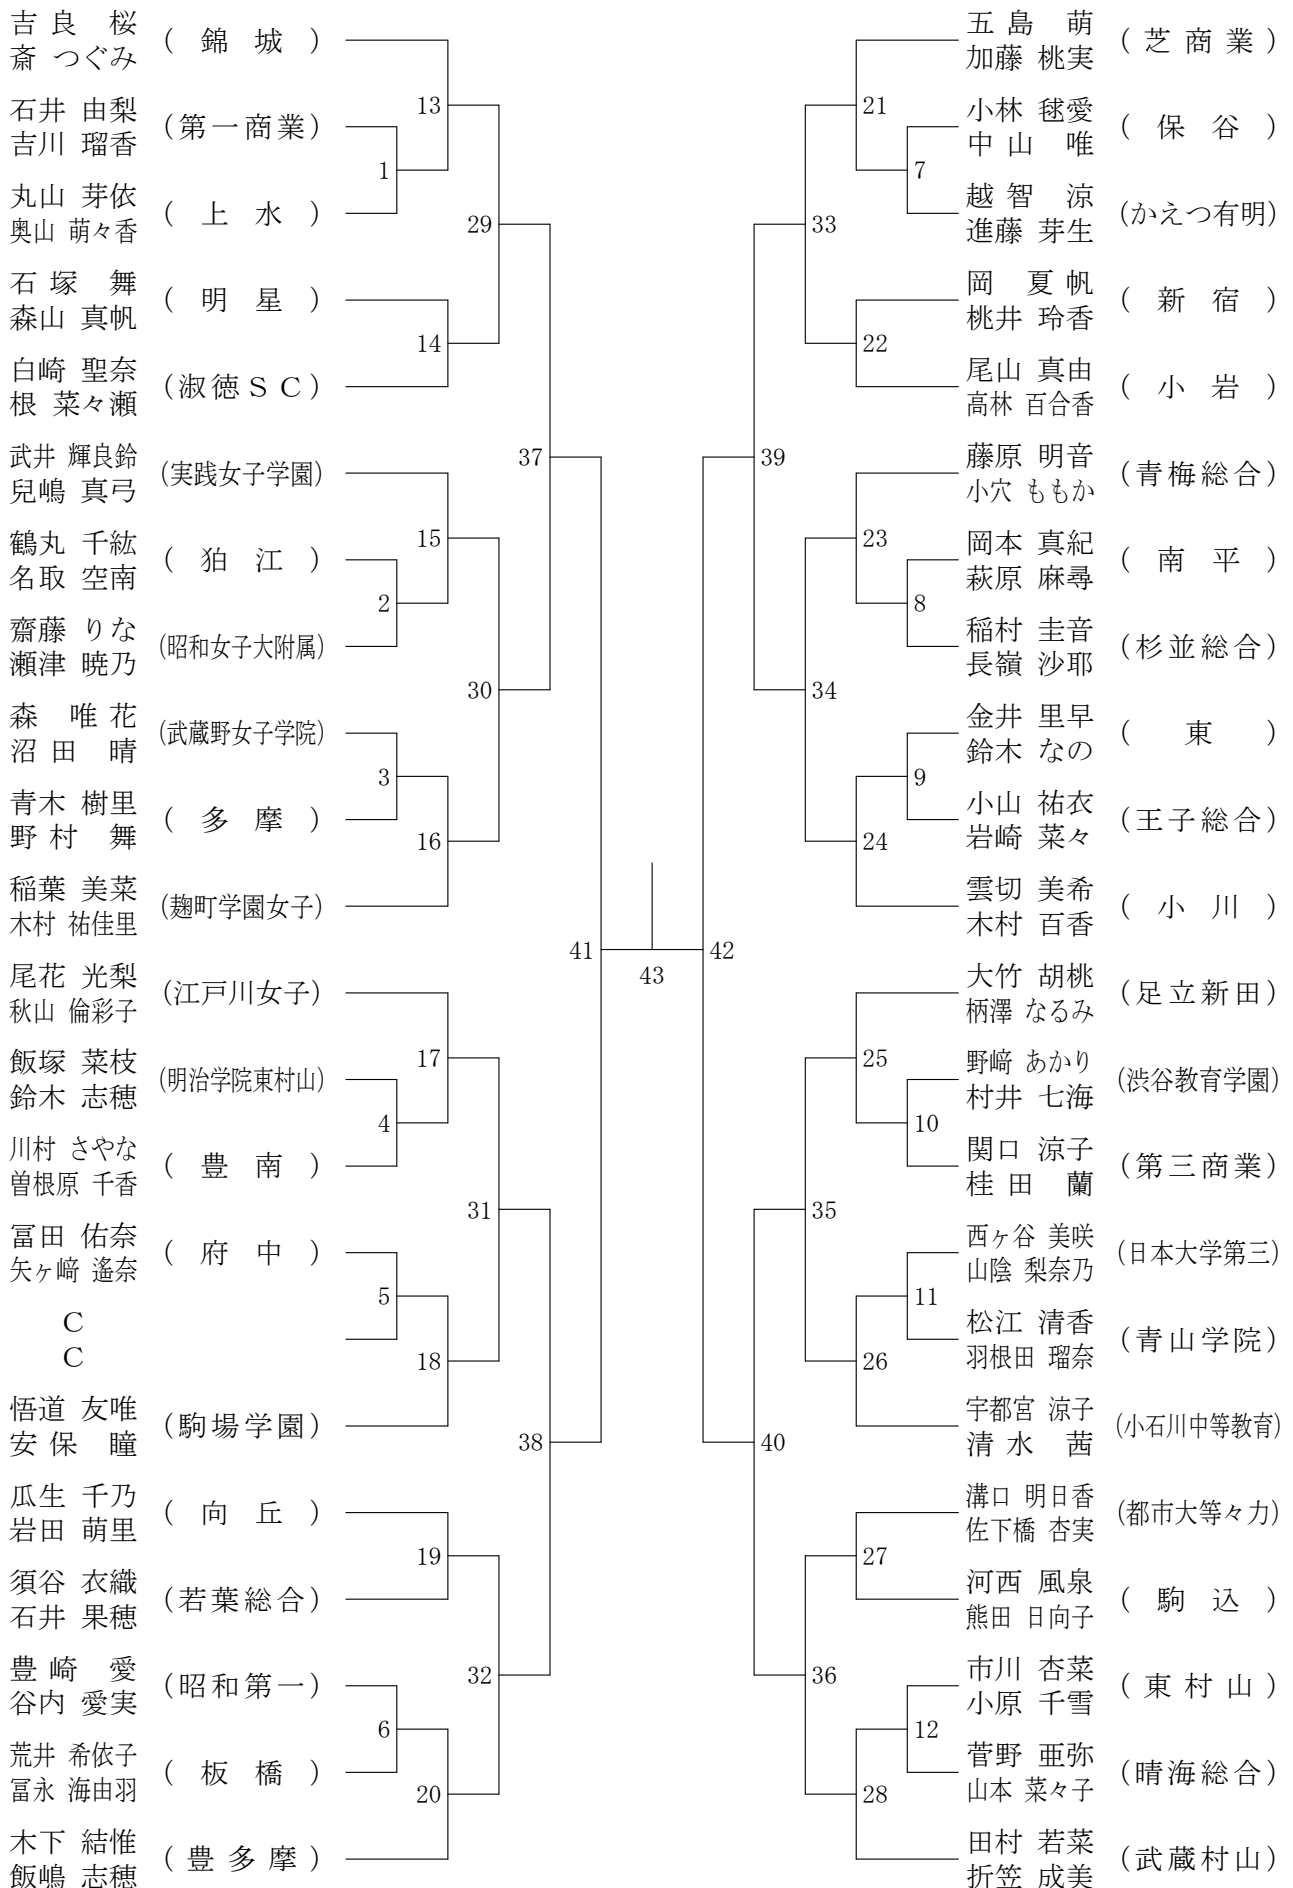 吉良 桜
斎 つぐみ
(錦城)
石井 由梨
吉川 瑠香
(第一商業)
丸山 芽依
奥山 萌々香
(上水)
石塚 舞
森山 真帆
(明星)
白崎 聖奈
根 菜々瀬
(淑徳ＳＣ)
武井 輝良鈴
兒嶋 真弓
(実践女子学園)
鶴丸 千紘
名取 空南
(狛江)
齋藤 りな
瀬津 暁乃
(昭和女子大附属)
森 唯花
沼田 晴
(武蔵野女子学院)
青木 樹里
野村 舞
(多摩)
稲葉 美菜
木村 祐佳里
(麹町学園女子)
尾花 光梨
秋山 倫彩子
(江戸川女子)
飯塚 菜枝
鈴木 志穂
(明治学院東村山)
川村 さやな
曽根原 千香
(豊南)
冨田 佑奈
矢ヶ﨑 遙奈
(府中)
Ｃ
Ｃ
悟道 友唯
安保 瞳
(駒場学園)
瓜生 千乃
岩田 萌里
(向丘)
須谷 衣織
石井 果穂
(若葉総合)
豊崎 愛
谷内 愛実
(昭和第一)
荒井 希依子
冨永 海由羽
(板橋)
木下 結惟
飯嶋 志穂
(豊多摩)
13
1
29
14
37
15
2
30
3
16
41
17
4
31
5
18
38
19
32
6
20
43
42
21
7
33
22
39
23
8
34
9
24
25
10
35
11
26
40
27
36
12
28
五島 萌
加藤 桃実
(芝商業)
小林 毬愛
中山 唯
(保谷)
越智 涼
進藤 芽生
(かえつ有明)
岡 夏帆
桃井 玲香
(新宿)
尾山 真由
高林 百合香
(小岩)
藤原 明音
小穴 ももか
(青梅総合)
岡本 真紀
萩原 麻尋
(南平)
稲村 圭音
長嶺 沙耶
(杉並総合)
金井 里早
鈴木 なの
(東)
小山 祐衣
岩崎 菜々
(王子総合)
雲切 美希
木村 百香
(小川)
大竹 胡桃
柄澤 なるみ
(足立新田)
野﨑 あかり
村井 七海
(渋谷教育学園)
関口 涼子
桂田 蘭
(第三商業)
西ヶ谷 美咲
山陰 梨奈乃
(日本大学第三)
松江 清香
羽根田 瑠奈
(青山学院)
宇都宮 涼子
清水 茜
(小石川中等教育)
溝口 明日香
佐下橋 杏実
(都市大等々力)
河西 風泉
熊田 日向子
(駒込)
市川 杏菜
小原 千雪
(東村山)
菅野 亜弥
山本 菜々子
(晴海総合)
田村 若菜
折笠 成美
(武蔵村山)